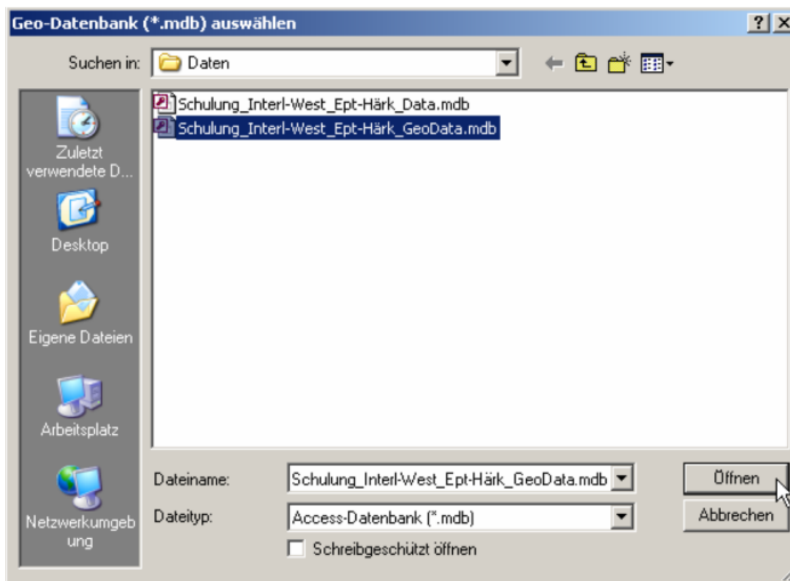 Geo-Datenbank (*.mdb) auswählen
Suchen in:
Daten
Schulung_Interl-West_Ept-Härk_Data.mdb
Schulung_Interl-West_Ept-Härk_GeoData.mdb
Zuletzt
verwendete D...
Desktop
Eigene Dateien
Arbeitsplatz
Netzwerkumgeb
ung
Dateiname:
Schulung_Interl-West_Ept-Härk_GeoData.mdb
Öffnen
Dateityp:
Access-Datenbank (*.mdb)
Abbrechen
Schreibgeschützt öffnen